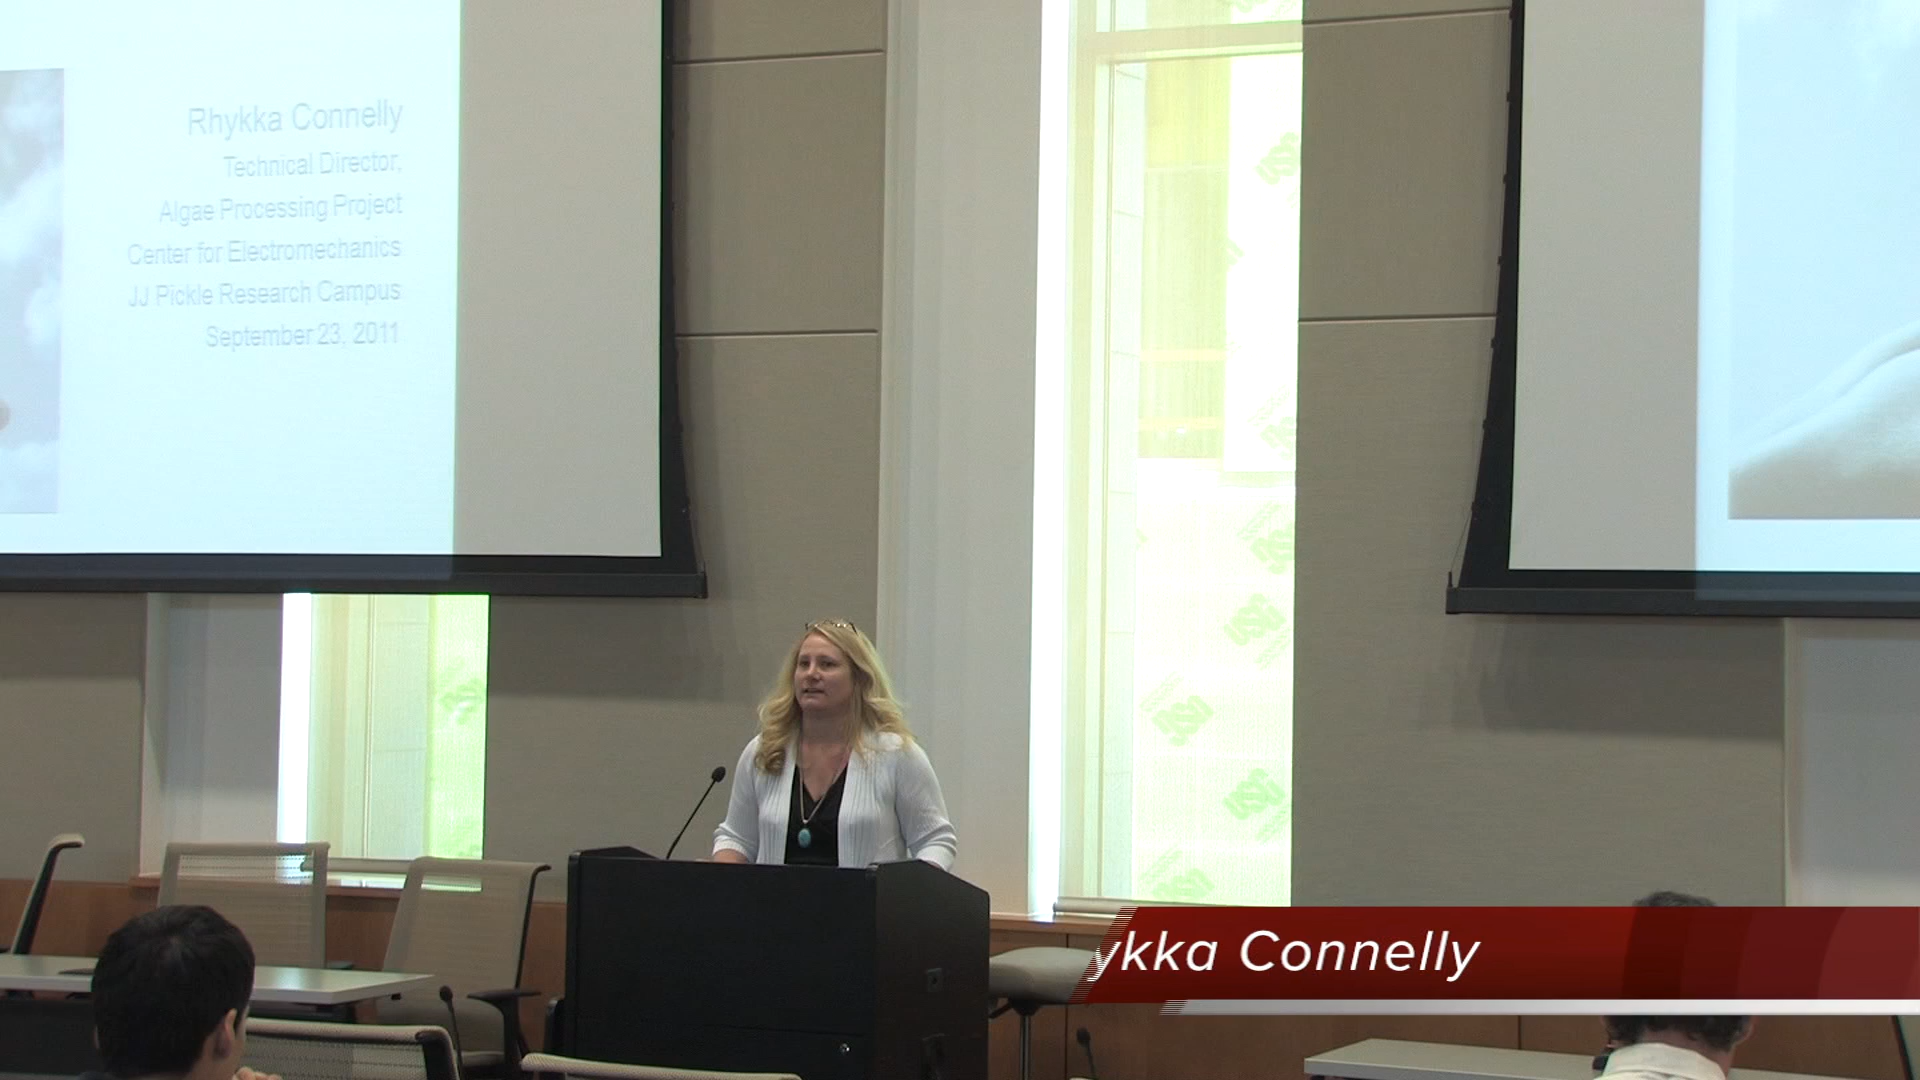 Rhykka Connelly
Technical Director,
Algae Processing Project
Center for Electromechanics
JJ Pickle Research Campus
September 23, 2011
ykka Connelly